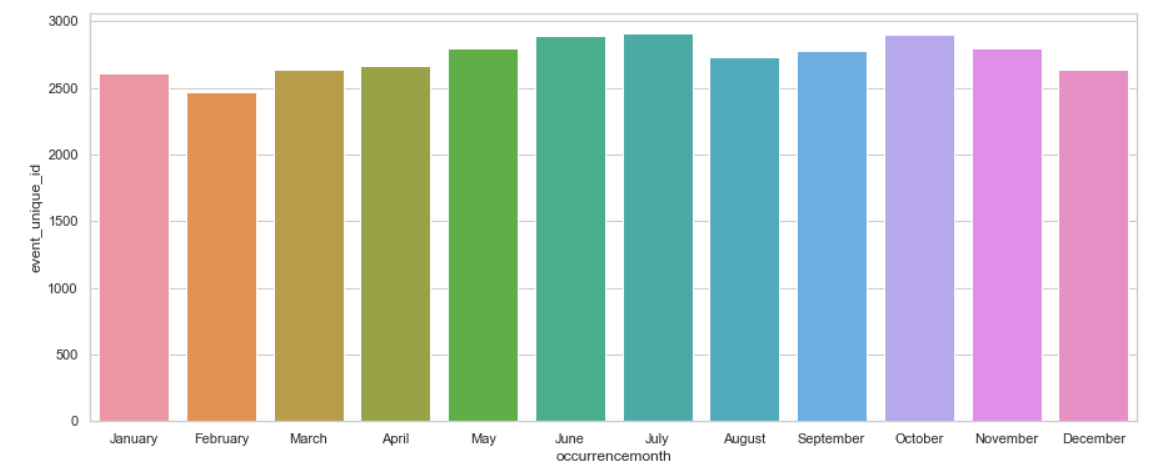 3000
2500
2000
1500
1000
500
0
event_unique_id
January February March April May June July August September October November December
occurrencemonth